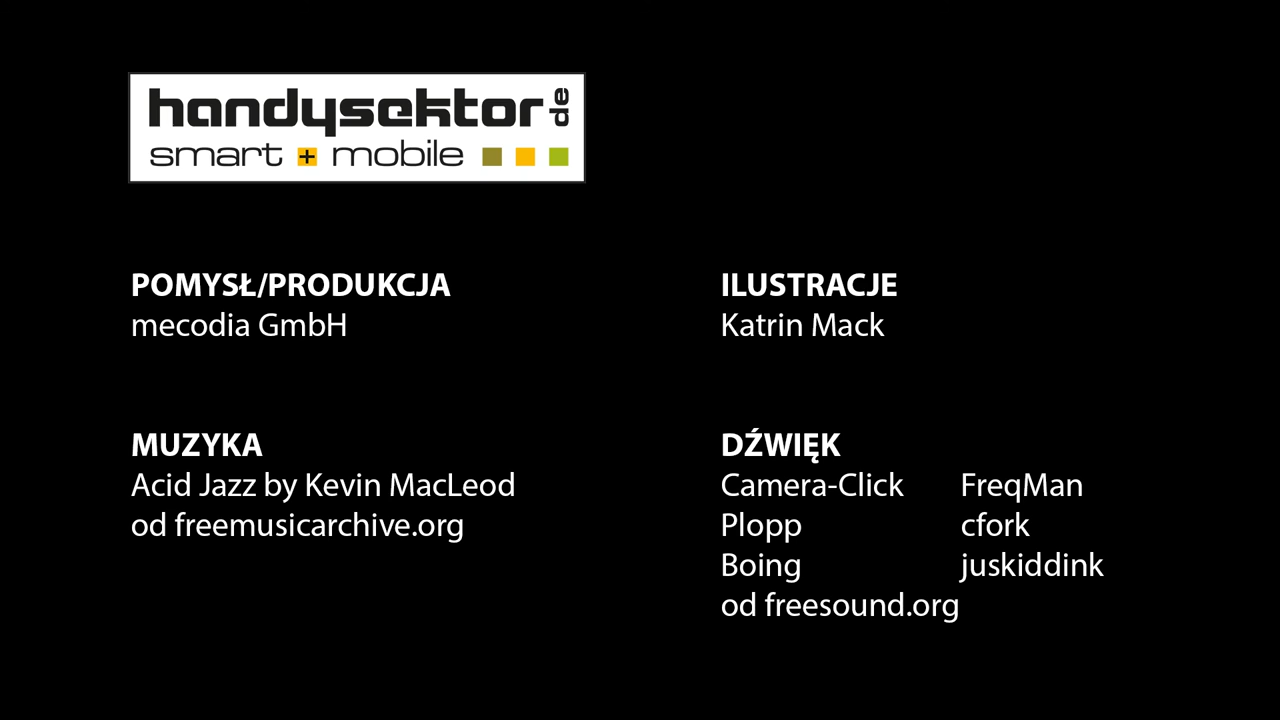 handysektor de
smart + mobile
POMYSŁ/PRODUKCJA
mecodia GmbH
ILUSTRACJE
Katrin Mack
MUZYKA
Acid Jazz by Kevin MacLeod
od freemusicarchive.org
DŹWIĘK
Camera-Click FreqMan
Plopp cfork
Boing juskiddink
od freesound.org